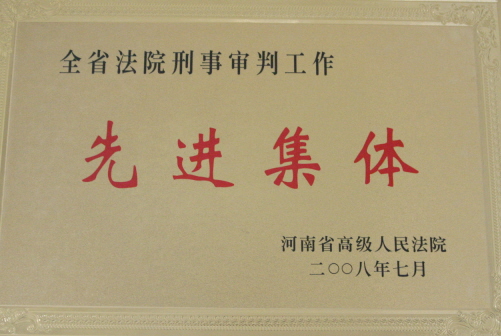 全省法院刑事审判工作
先进集体
河南省高级人民法院
二〇〇八年七月